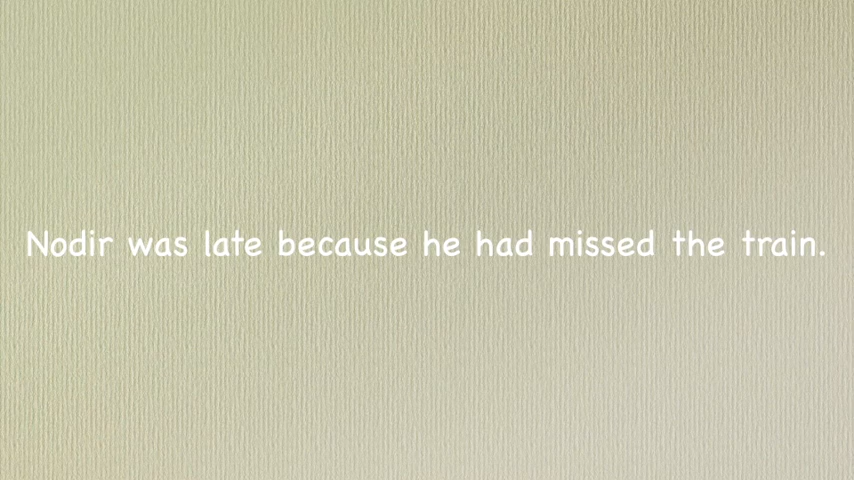 Nodir was late because he had missed the train.